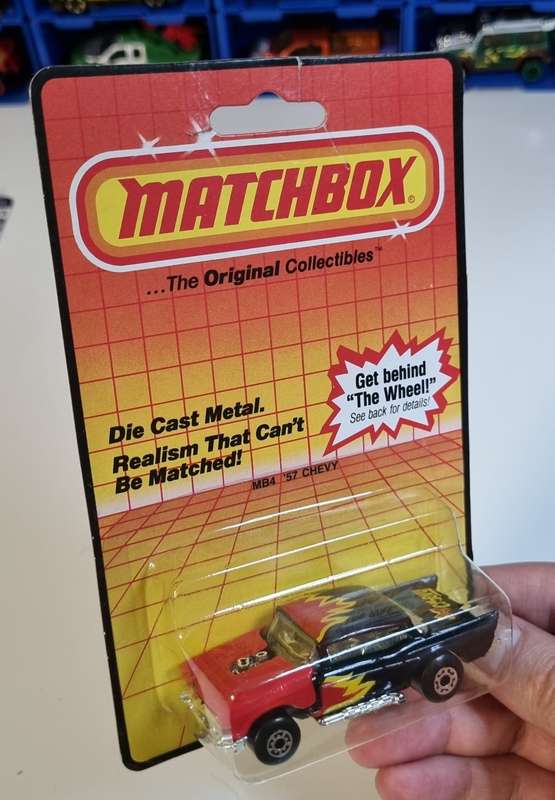 MATCHBOX®
...The Original Collectibles™
Get behind
"The Wheel!"
See back for details!
Die Cast Metal.
Realism That Can't
Be Matched!
MB4 '57 CHEVY